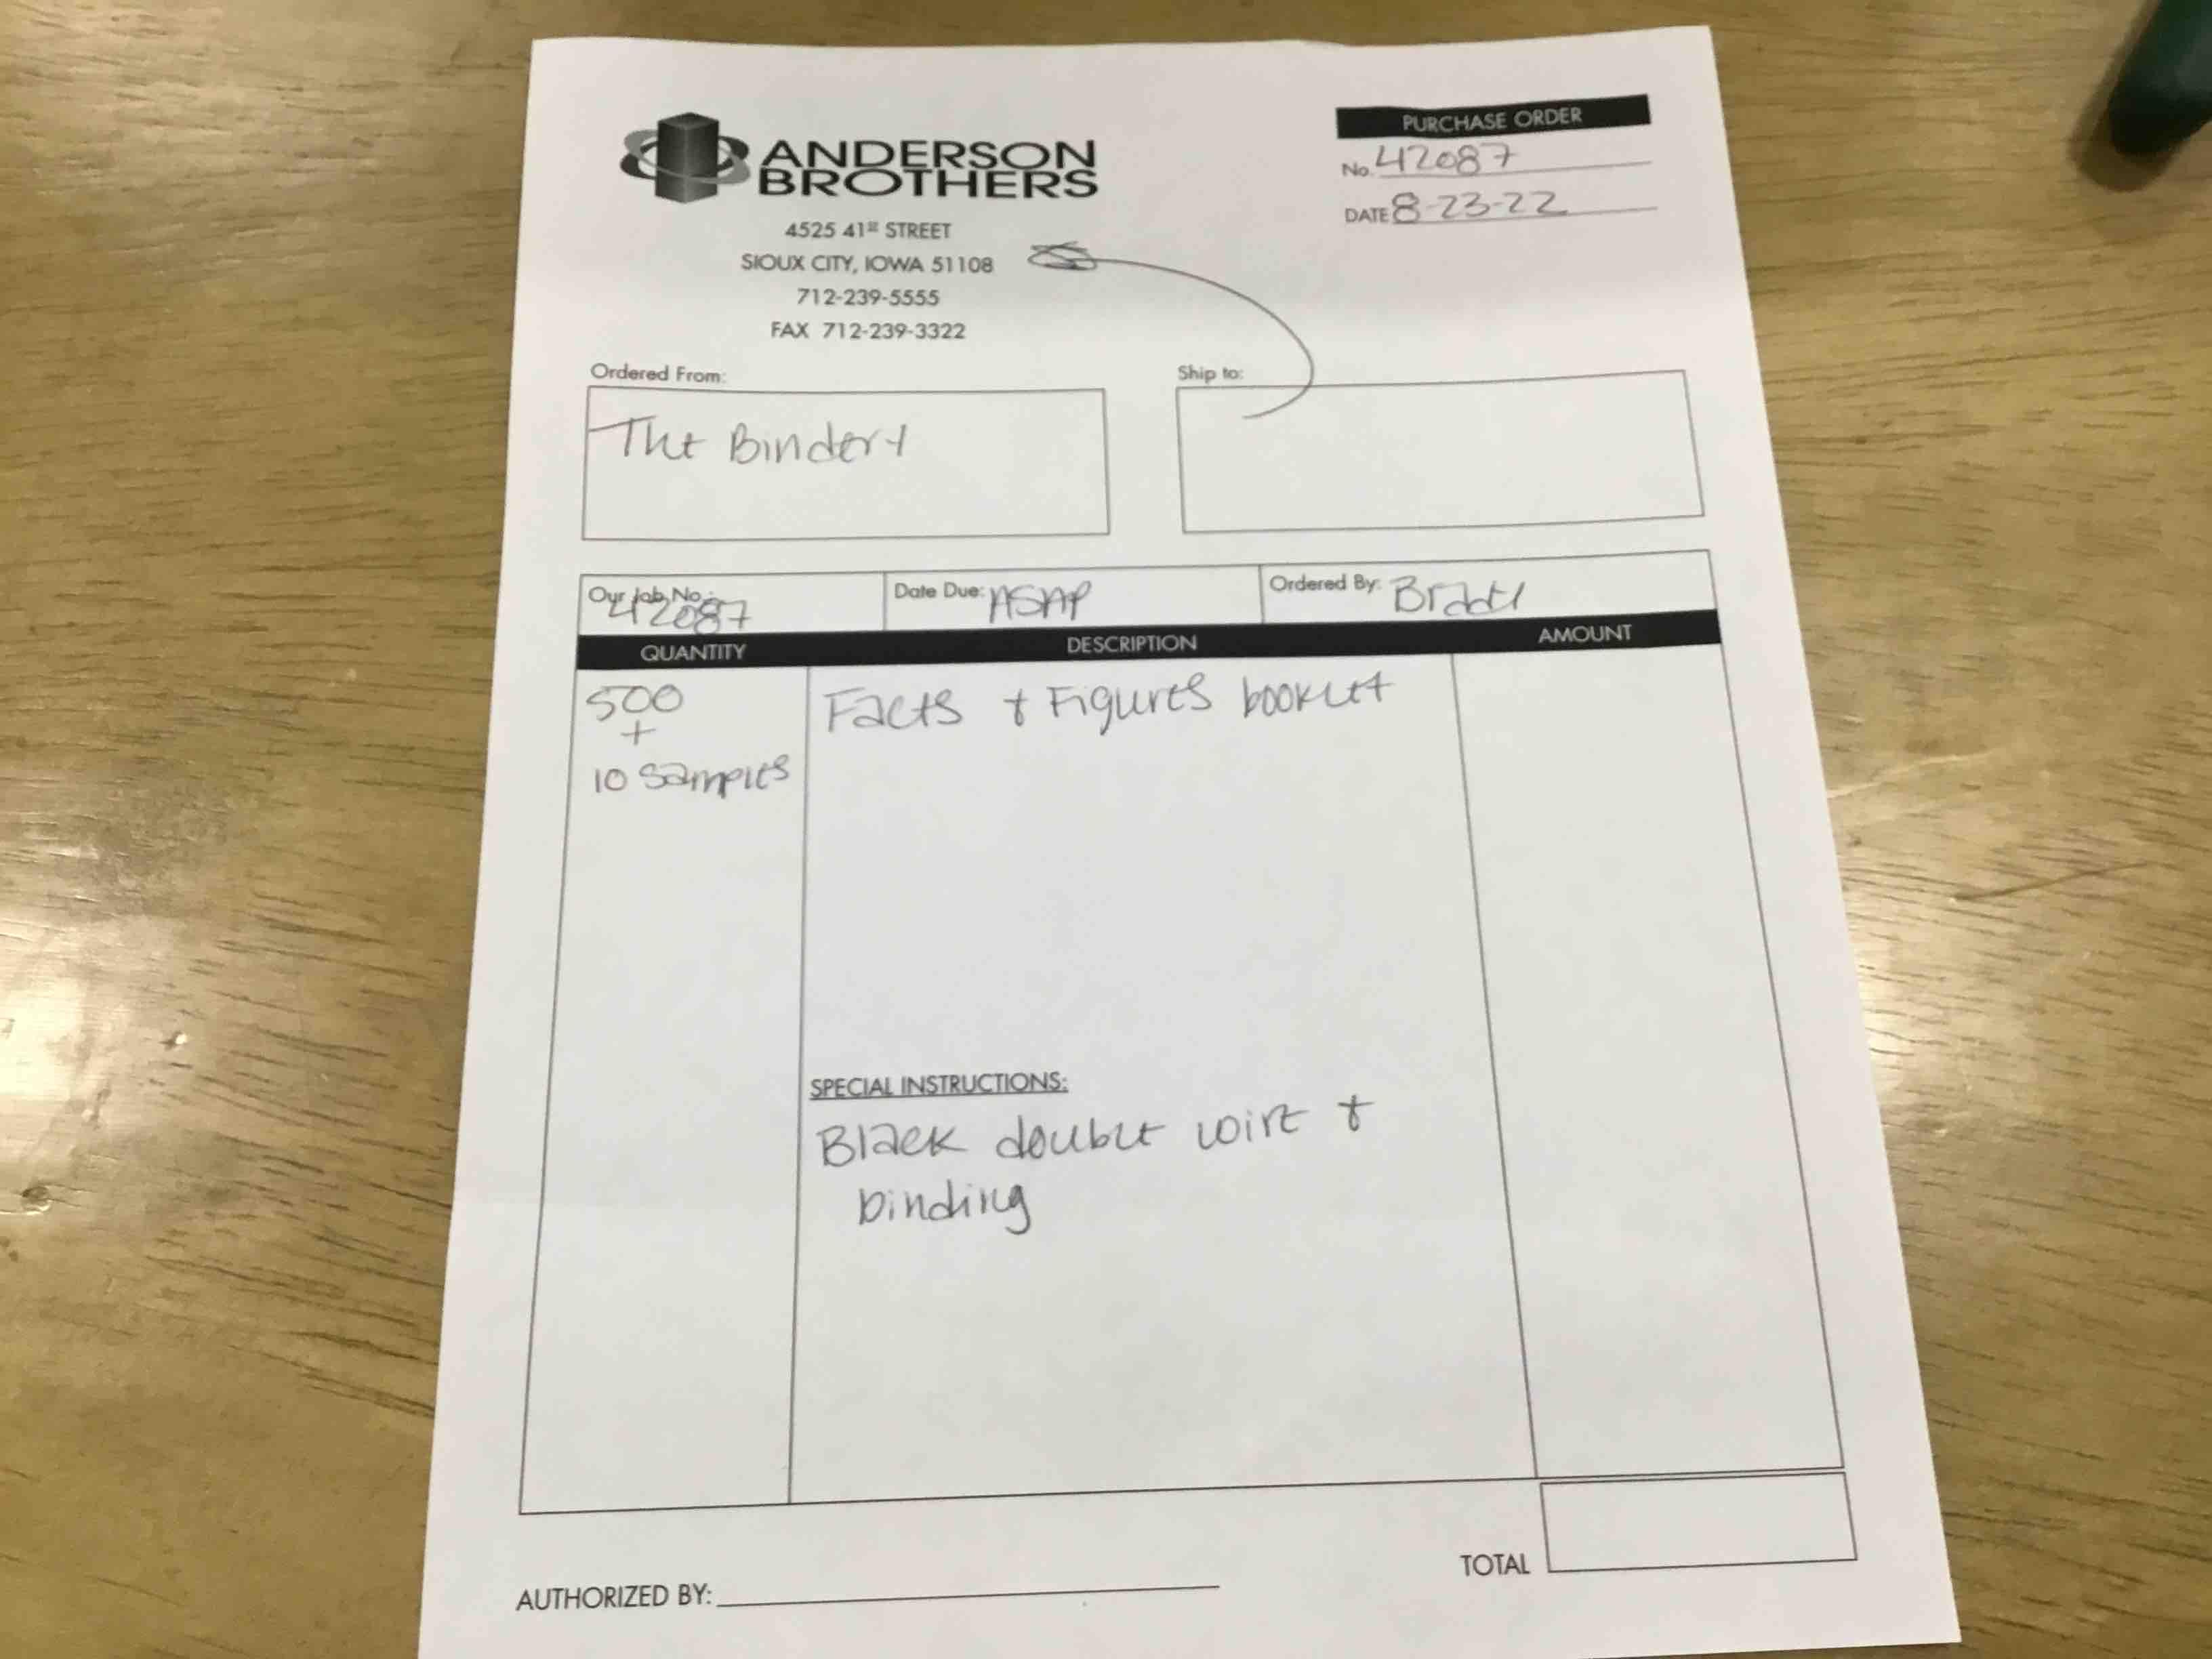 ANDERSON
BROTHERS
4525 41st STREET
SIOUX CITY, IOWA 51108
712-239-5555
FAX 712-239-3322
PURCHASE ORDER
No. 42087
DATE 8-23-22
Ordered From:
The Bindery
Ship to:
Our Job No.: 42087
Date Due: ASAP
Ordered By:
QUANTITY DESCRIPTION AMOUNT
500 Facts + Figures booklet
+
10 samples
SPECIAL INSTRUCTIONS:
Black double wire +
binding
TOTAL
AUTHORIZED BY: